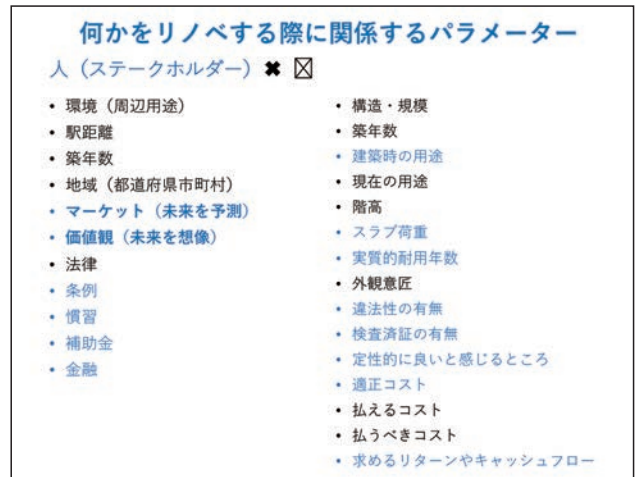 何かをリノベする際に関係するパラメーター
人（ステークホルダー）✖ ☒
• 環境（周辺用途）
• 駅距離
• 築年数
• 地域（都道府県市町村）
• マーケット（未来を予測）
• 価値観（未来を想像）
• 法律
• 条例
• 慣習
• 補助金
• 金融
• 構造・規模
• 築年数
• 建築時の用途
• 現在の用途
• 階高
• スラブ荷重
• 実質的耐用年数
• 外観意匠
• 違法性の有無
• 検査済証の有無
• 定性的に良いと感じるところ
• 適正コスト
• 払えるコスト
• 払うべきコスト
• 求めるリターンやキャッシュフロー